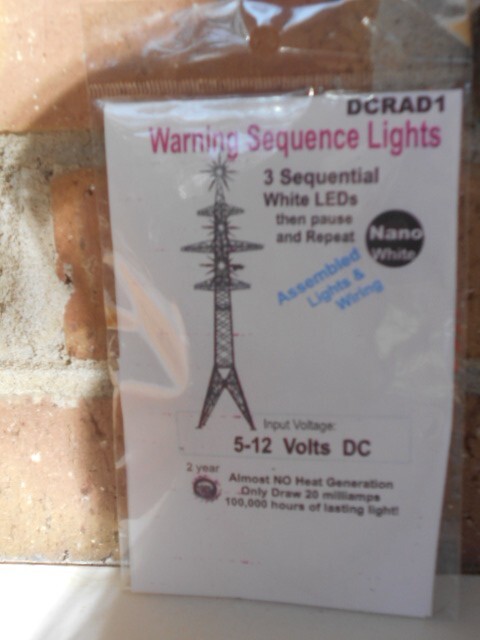 DCRAD1
Warning Sequence Lights
3 Sequential
White LEDs
then pause
and Repeat
Nano
White
Assembled
Lights &
Wiring
Input Voltage:
5-12 Volts DC
2 year
Almost NO Heat Generation
Only Draw 20 milliamps
100,000 hours of lasting light!